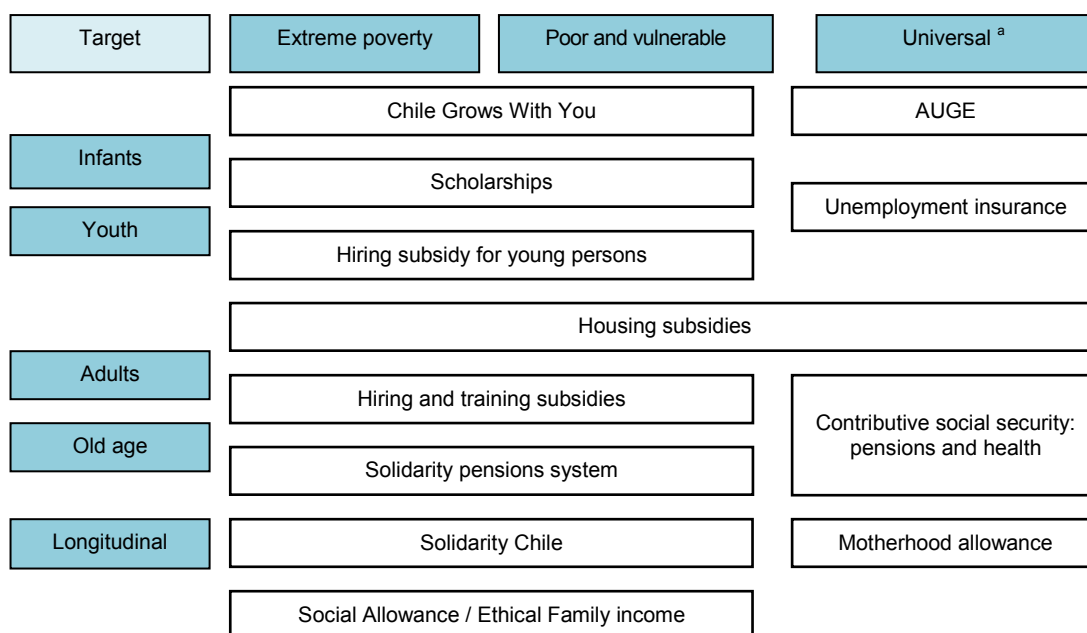 Target
Extreme poverty
Poor and vulnerable
Universal ᵃ
Chile Grows With You
AUGE
Infants
Scholarships
Unemployment insurance
Youth
Hiring subsidy for young persons
Housing subsidies
Adults
Hiring and training subsidies
Contributive social security:
pensions and health
Old age
Solidarity pensions system
Longitudinal
Solidarity Chile
Motherhood allowance
Social Allowance / Ethical Family income